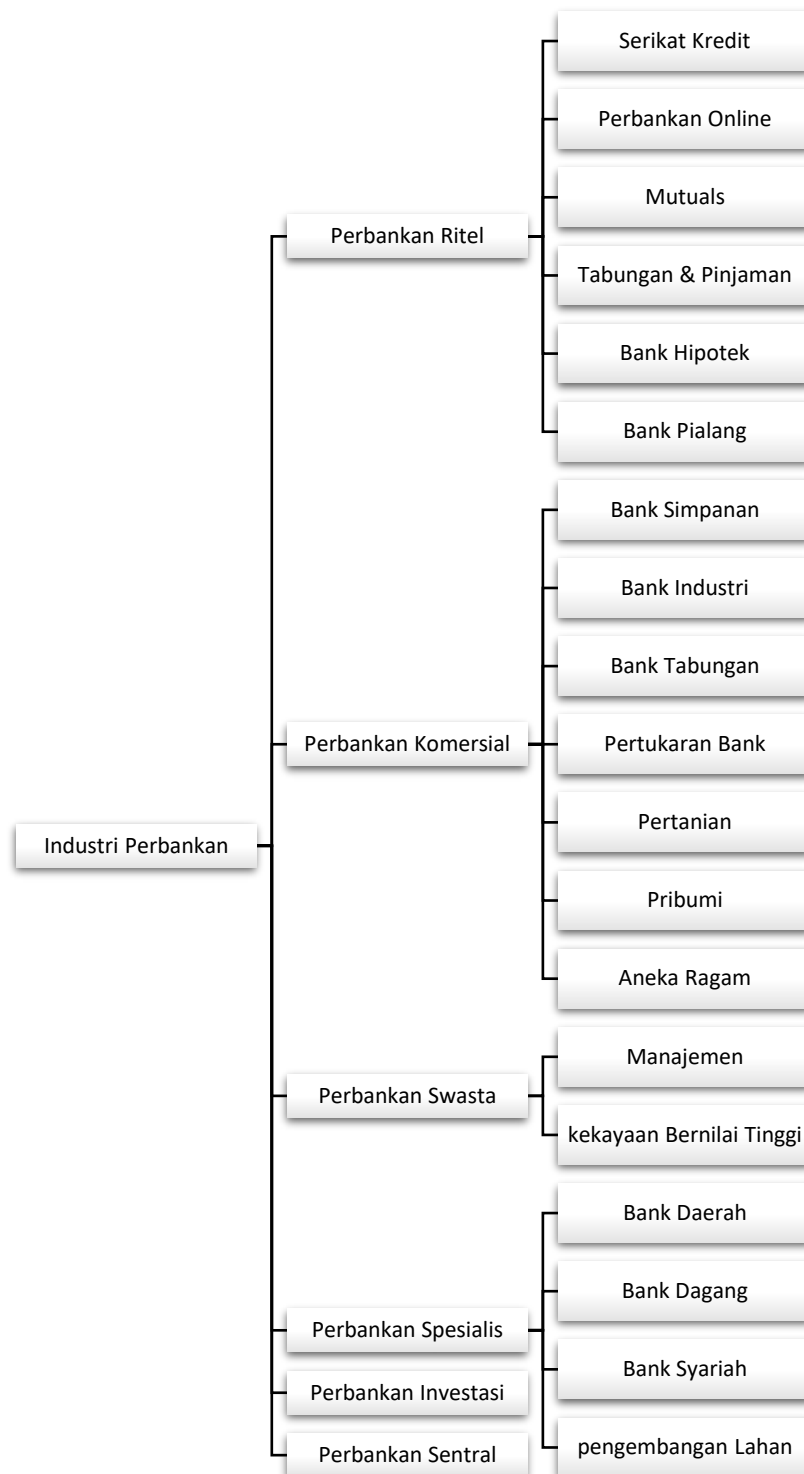 Industri Perbankan
Perbankan Ritel
Serikat Kredit
Perbankan Online
Mutuals
Tabungan & Pinjaman
Bank Hipotek
Bank Pialang
Perbankan Komersial
Bank Simpanan
Bank Industri
Bank Tabungan
Pertukaran Bank
Pertanian
Pribumi
Aneka Ragam
Perbankan Swasta
Manajemen
kekayaan Bernilai Tinggi
Perbankan Spesialis
Bank Daerah
Bank Dagang
Bank Syariah
pengembangan Lahan
Perbankan Investasi
Perbankan Sentral